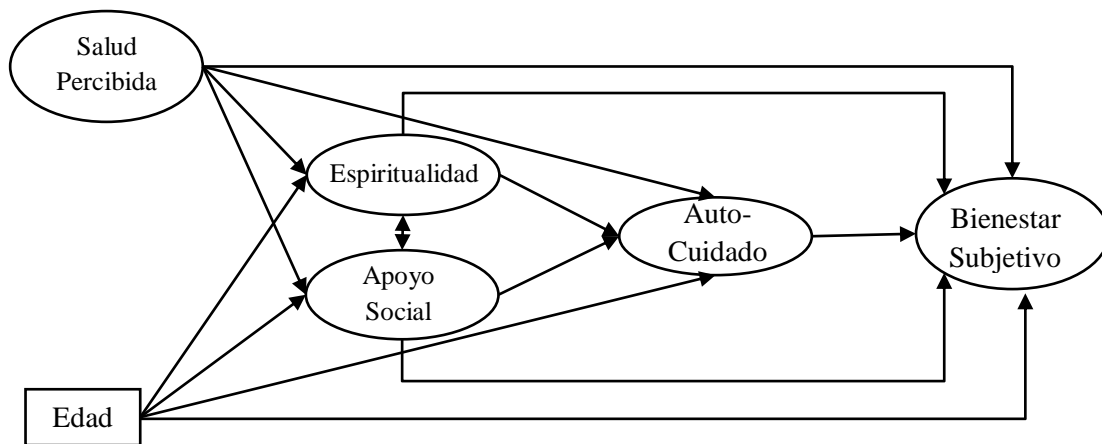 Salud
Percibida
Espiritualidad
Apoyo
Social
Auto-
Cuidado
Bienestar
Subjetivo
Edad